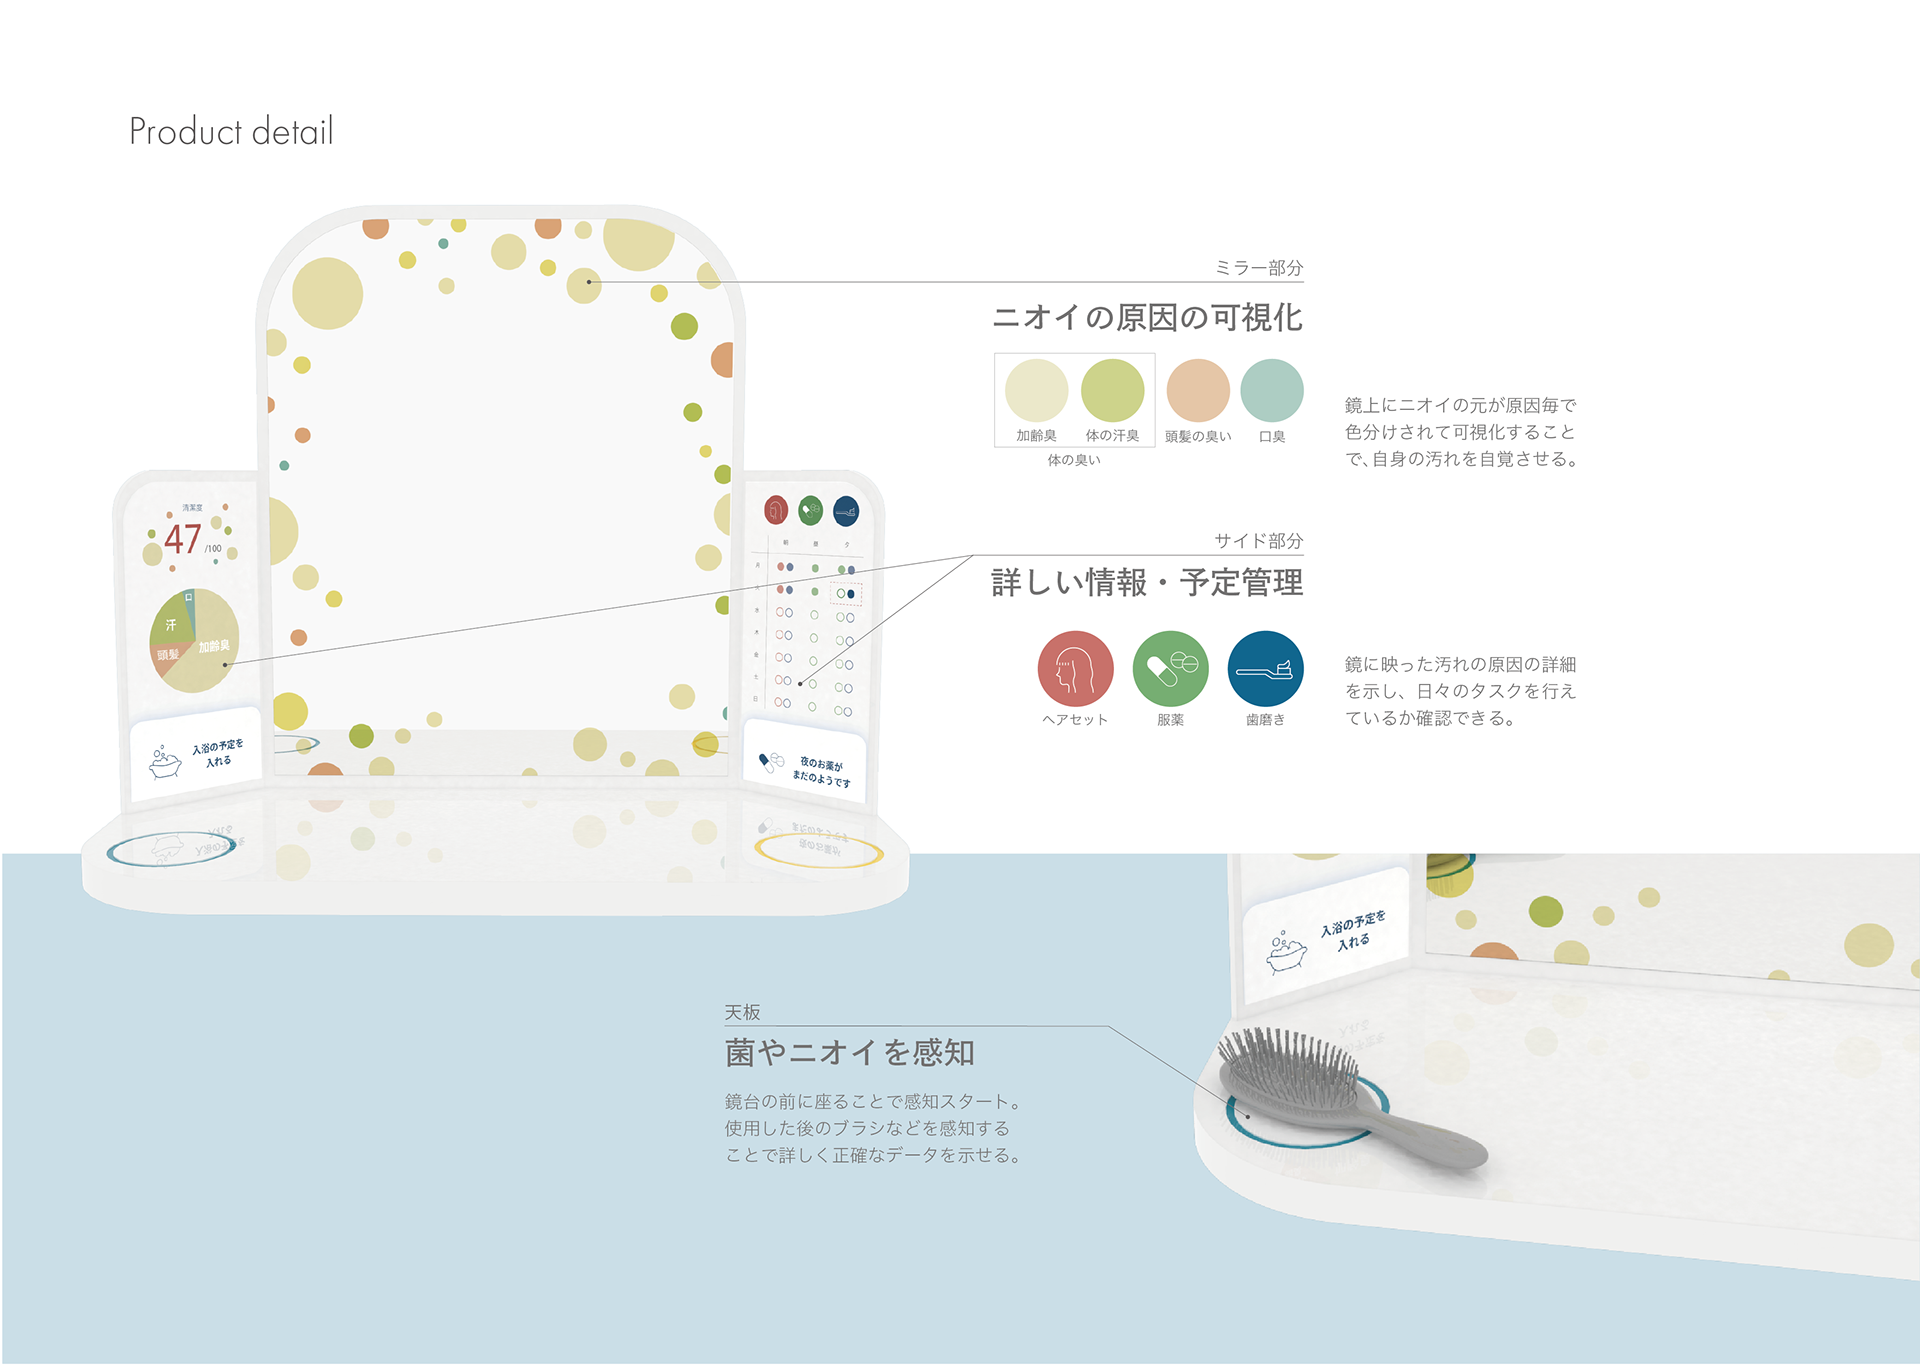 Product detail
ミラー部分
ニオイの原因の可視化
加齢臭
体の汗臭
頭髪の臭い
口臭
体の臭い
鏡上にニオイの元が原因毎で
色分けされて可視化すること
で、自身の汚れを自覚させる。
清潔度
47 /100
口
汗
頭髪
加齢臭
入浴の予定を
入れる
朝 昼 夕
月
火
水
木
金
土
日
夜のお薬が
まだのようです
サイド部分
詳しい情報・予定管理
ヘアセット
服薬
歯磨き
鏡に映った汚れの原因の詳細
を示し、日々のタスクを行え
ているか確認できる。
天板
菌やニオイを感知
鏡台の前に座ることで感知スタート。
使用した後のブラシなどを感知する
ことで詳しく正確なデータを示せる。
入浴の予定を
入れる